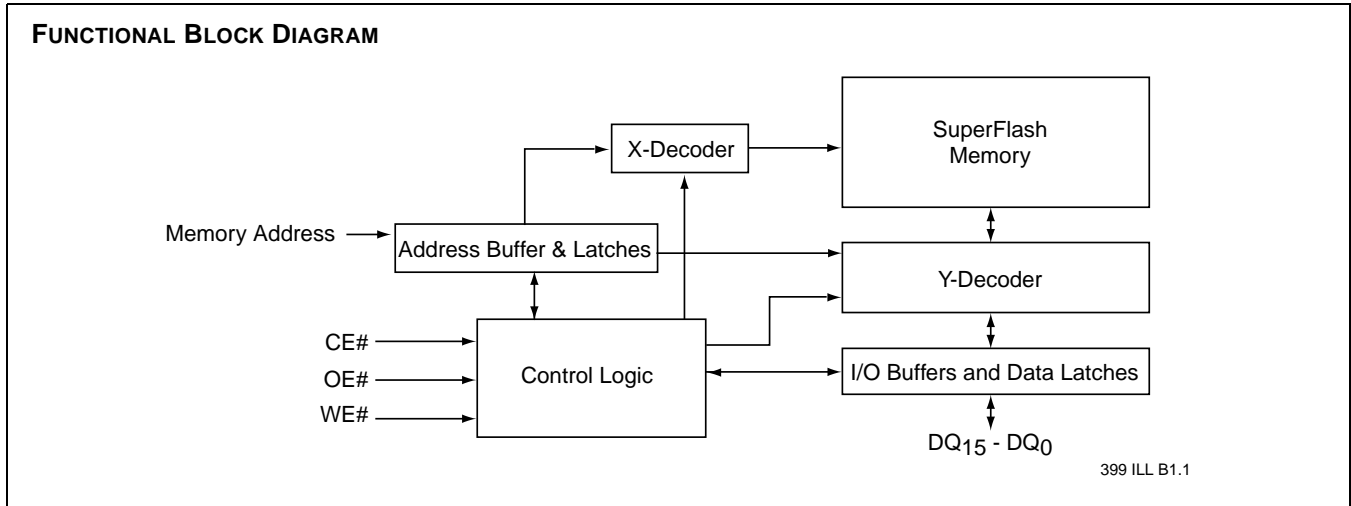 FUNCTIONAL BLOCK DIAGRAM
X-Decoder
SuperFlash
Memory
Memory Address
Address Buffer & Latches
Y-Decoder
CE#
OE#
WE#
Control Logic
I/O Buffers and Data Latches
DQ15 - DQ0
399 ILL B1.1